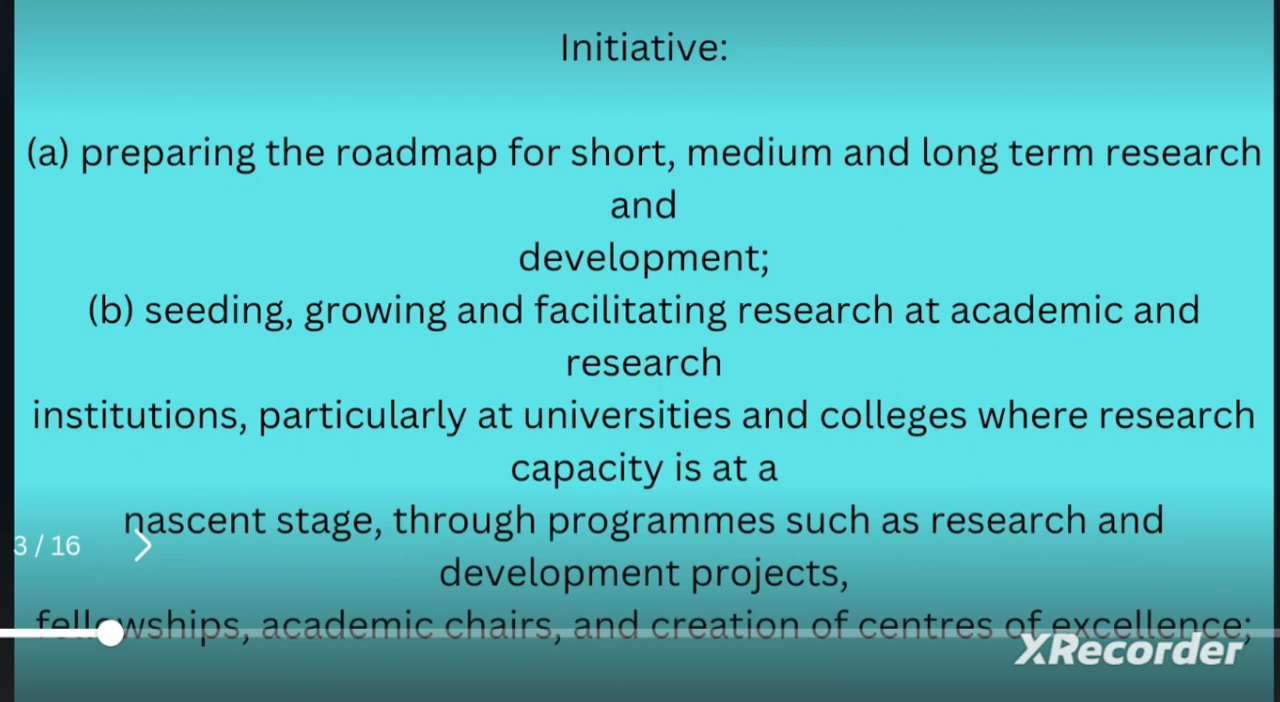 Initiative:
(a) preparing the roadmap for short, medium and long term research
and
development;
(b) seeding, growing and facilitating research at academic and
research
institutions, particularly at universities and colleges where research
capacity is at a
nascent stage, through programmes such as research and
3 / 16
development projects,
fellowships, academic chairs, and creation of centres of excellence;
XRecorder